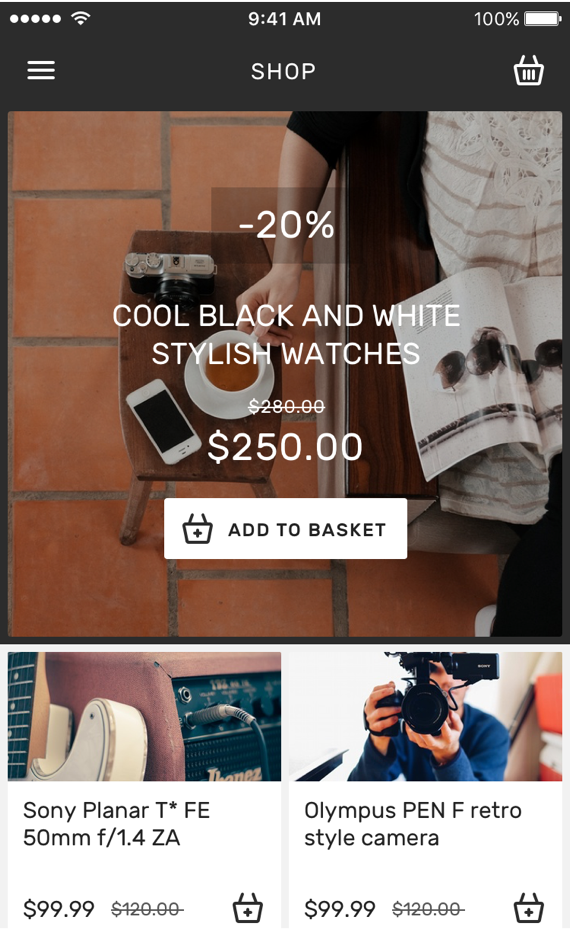 9:41 AM 100%
SHOP
-20%
COOL BLACK AND WHITE
STYLISH WATCHES
$280.00
$250.00
ADD TO BASKET
Ibanez
SONY
Sony Planar T* FE
50mm f/1.4 ZA
Olympus PEN F retro
style camera
$99.99 $120.00
$99.99 $120.00